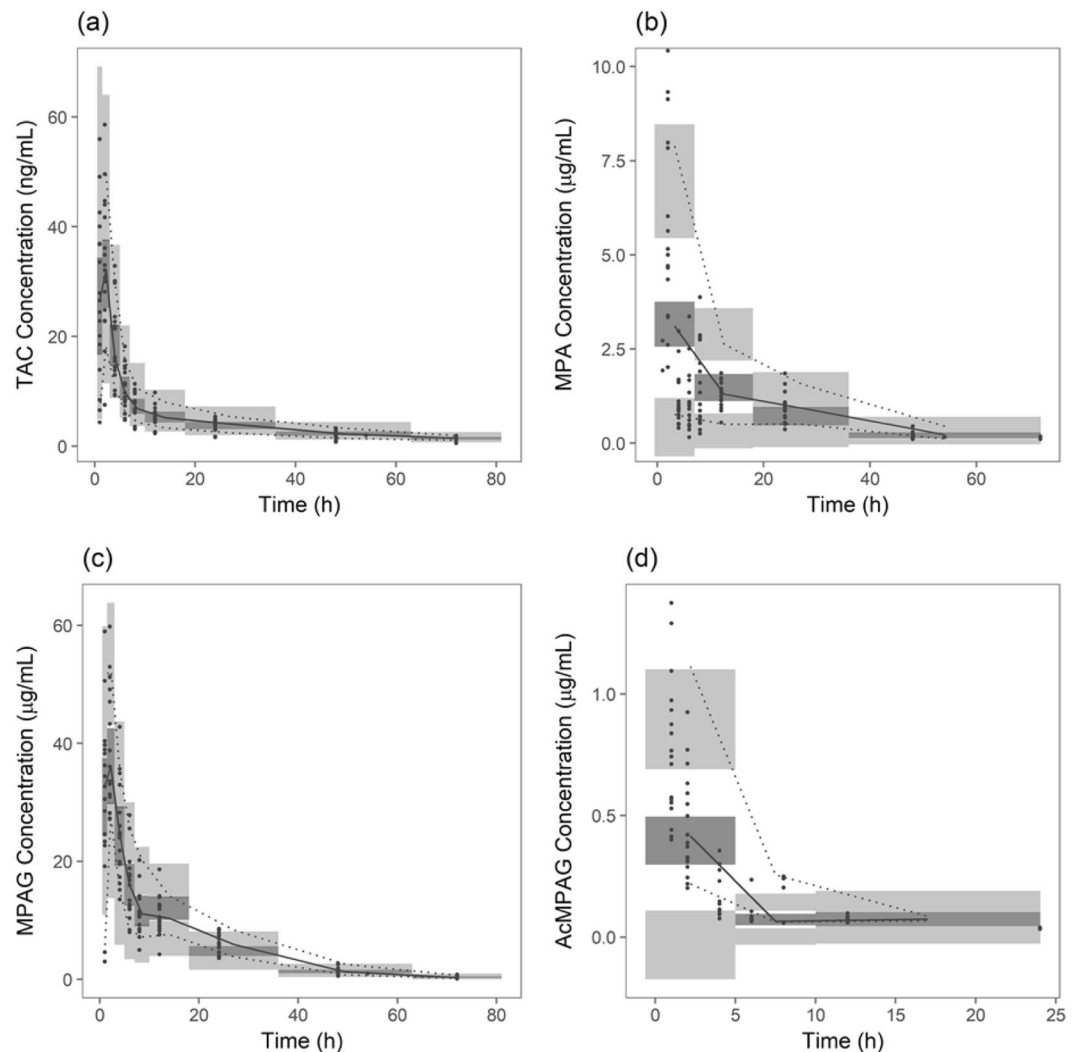 (a)
TAC Concentration (ng/mL)
60
40
20
0
0 20 40 60 80
Time (h)
(b)
MPA Concentration (μg/mL)
10.0
7.5
5.0
2.5
0.0
0 20 40 60
Time (h)
(c)
MPAG Concentration (μg/mL)
60
40
20
0
0 20 40 60 80
Time (h)
(d)
AcMPAG Concentration (μg/mL)
1.0
0.5
0.0
0 5 10 15 20 25
Time (h)